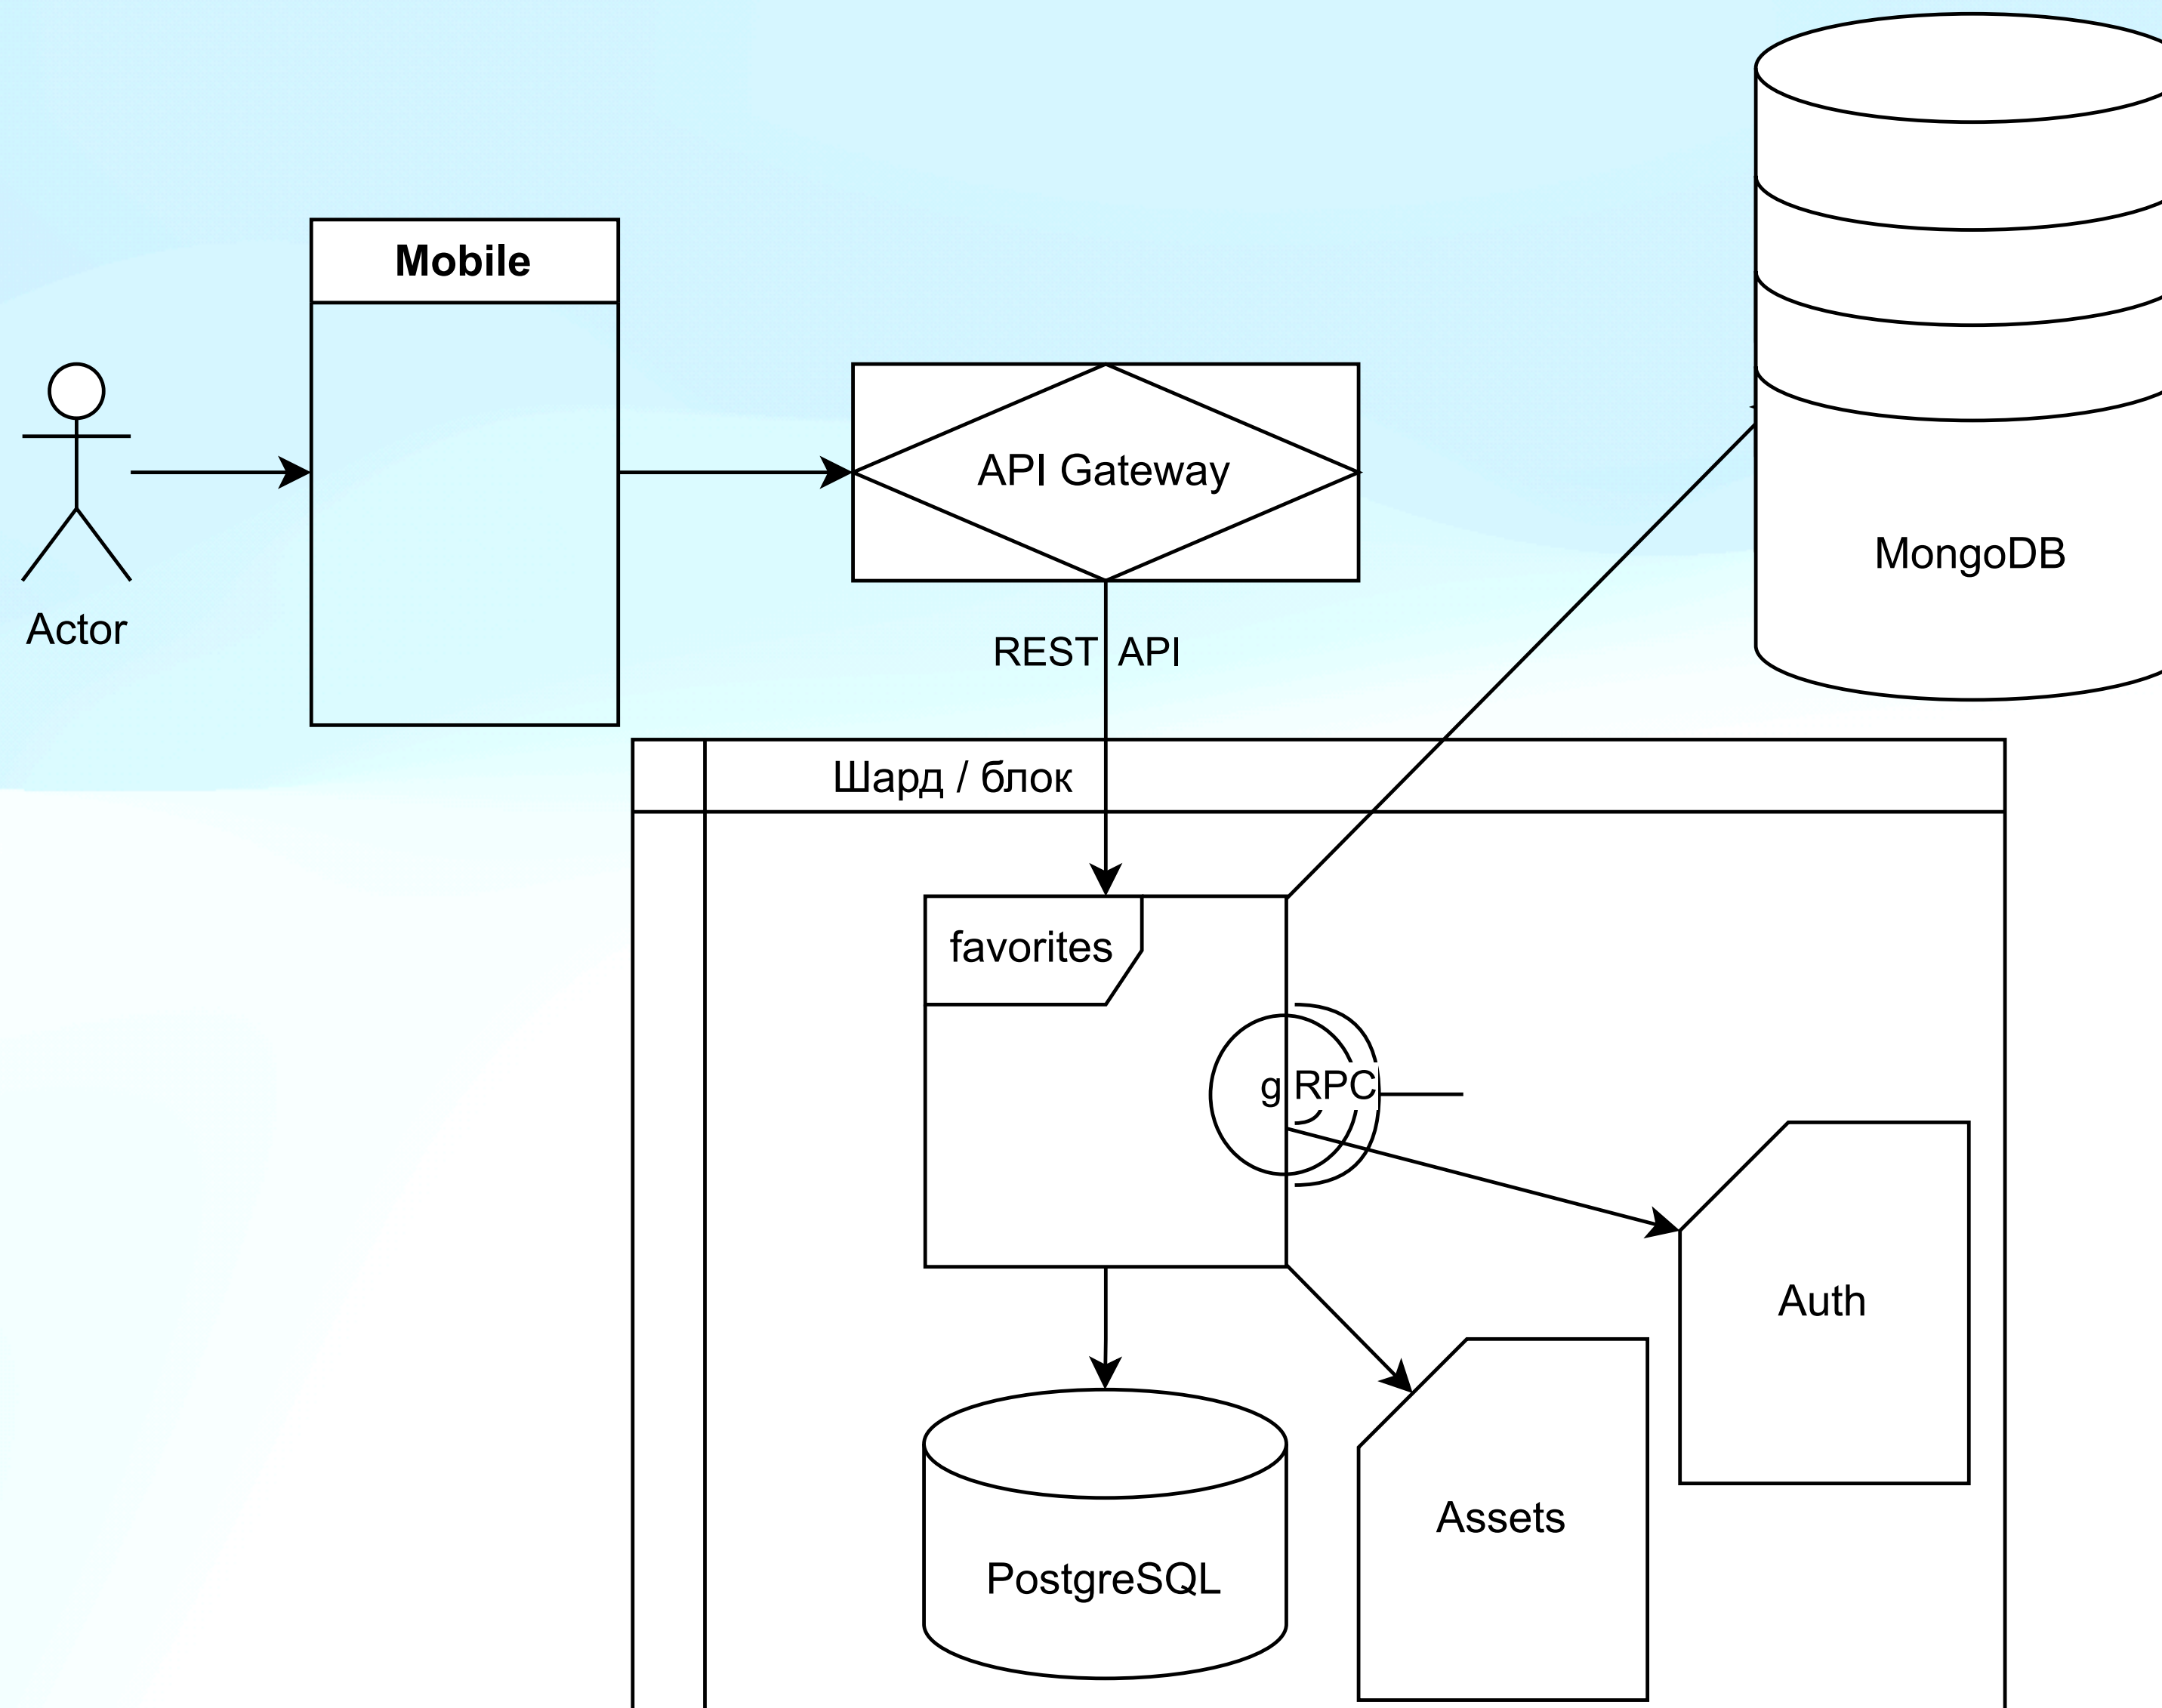 Mobile
API Gateway
MongoDB
Actor
REST API
Шард / блок
favorites
gRPC
Auth
Assets
PostgreSQL